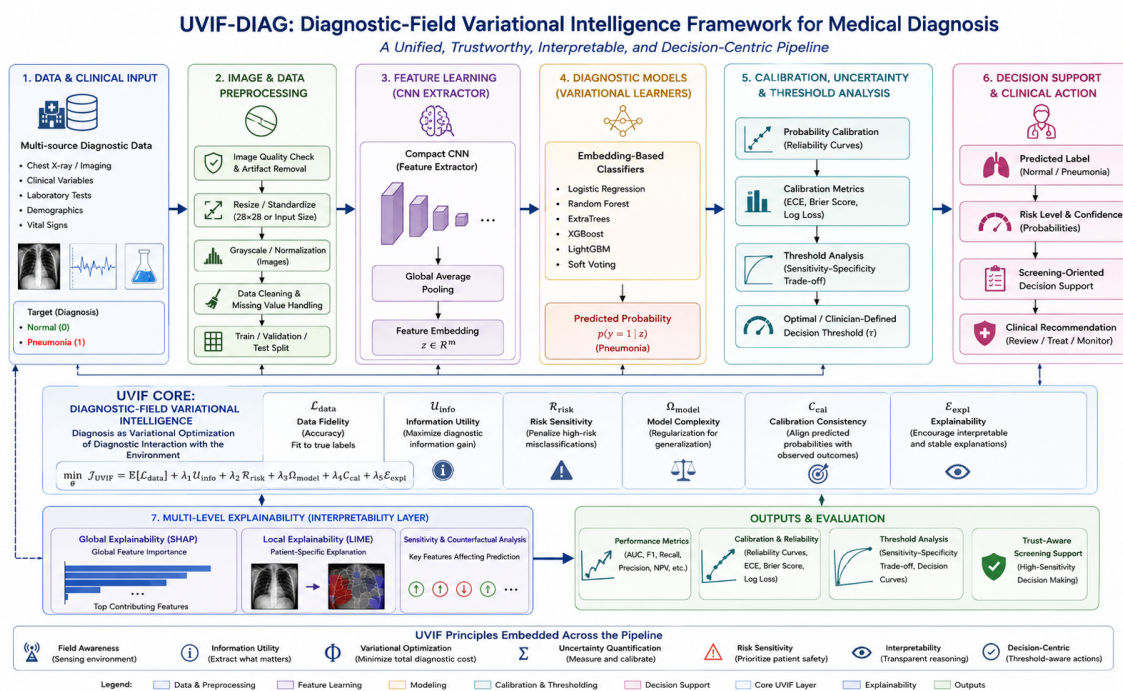 UVIF-DIAG: Diagnostic-Field Variational Intelligence Framework for Medical Diagnosis
A Unified, Trustworthy, Interpretable, and Decision-Centric Pipeline
1. DATA & CLINICAL INPUT
Multi-source Diagnostic Data
• Chest X-ray / Imaging
• Clinical Variables
• Laboratory Tests
• Demographics
• Vital Signs
Target (Diagnosis)
• Normal (0)
• Pneumonia (1)
2. IMAGE & DATA
PREPROCESSING
Image Quality Check
& Artifact Removal
Resize / Standardize
(28×28 or Input Size)
Grayscale / Normalization
(Images)
Data Cleaning &
Missing Value Handling
Train / Validation /
Test Split
3. FEATURE LEARNING
(CNN EXTRACTOR)
Compact CNN
(Feature Extractor)
...
Global Average
Pooling
Feature Embedding
z ∈ R^m
4. DIAGNOSTIC MODELS
(VARIATIONAL LEARNERS)
Embedding-Based
Classifiers
• Logistic Regression
• Random Forest
• ExtraTrees
• XGBoost
• LightGBM
• Soft Voting
Predicted Probability
p(y = 1 | z)
(Pneumonia)
5. CALIBRATION, UNCERTAINTY
& THRESHOLD ANALYSIS
Probability Calibration
(Reliability Curves)
Calibration Metrics
(ECE, Brier Score,
Log Loss)
Threshold Analysis
(Sensitivity–Specificity
Trade-off)
Optimal / Clinician-Defined
Decision Threshold (τ)
6. DECISION SUPPORT
& CLINICAL ACTION
Predicted Label
(Normal / Pneumonia)
Risk Level & Confidence
(Probabilities)
Screening-Oriented
Decision Support
Clinical Recommendation
(Review / Treat / Monitor)
UVIF CORE:
DIAGNOSTIC-FIELD VARIATIONAL
INTELLIGENCE
Diagnosis as Variational Optimization
of Diagnostic Interaction with the
Environment
min_θ 𝒥_UVIF = 𝔼[ℒ_data] + λ₁𝒰_info + λ₂ ℛ_risk + λ₃Ω_model + λ₄𝒞_cal + λ₅ℰ_expl
ℒ_data
Data Fidelity
(Accuracy)
Fit to true labels
𝒰_info
Information Utility
(Maximize diagnostic
information gain)
ℛ_risk
Risk Sensitivity
(Penalize high-risk
misclassifications)
Ω_model
Model Complexity
(Regularization for
generalization)
𝒞_cal
Calibration Consistency
(Align predicted
probabilities with
observed outcomes)
ℰ_expl
Explainability
(Encourage interpretable
and stable explanations)
7. MULTI-LEVEL EXPLAINABILITY (INTERPRETABILITY LAYER)
Global Explainability (SHAP)
Global Feature Importance
...
Top Contributing Features
Local Explainability (LIME)
Patient-Specific Explanation
Sensitivity & Counterfactual Analysis
Key Features Affecting Prediction
...
OUTPUTS & EVALUATION
Performance Metrics
(AUC, F1, Recall,
Precision, NPV, etc.)
Calibration & Reliability
(Reliability Curves,
ECE, Brier Score,
Log Loss)
Threshold Analysis
(Sensitivity–Specificity
Trade-off, Decision
Curves)
Trust-Aware
Screening Support
(High-Sensitivity
Decision Making)
UVIF Principles Embedded Across the Pipeline
Field Awareness
(Sensing environment)
Information Utility
(Extract what matters)
Φ
Variational Optimization
(Minimize total diagnostic cost)
Σ
Uncertainty Quantification
(Measure and calibrate)
Risk Sensitivity
(Prioritize patient safety)
Interpretability
(Transparent reasoning)
Decision-Centric
(Threshold-aware actions)
Legend:
Data & Preprocessing
Feature Learning
Modeling
Calibration & Thresholding
Decision Support
Core UVIF Layer
Explainability
Outputs